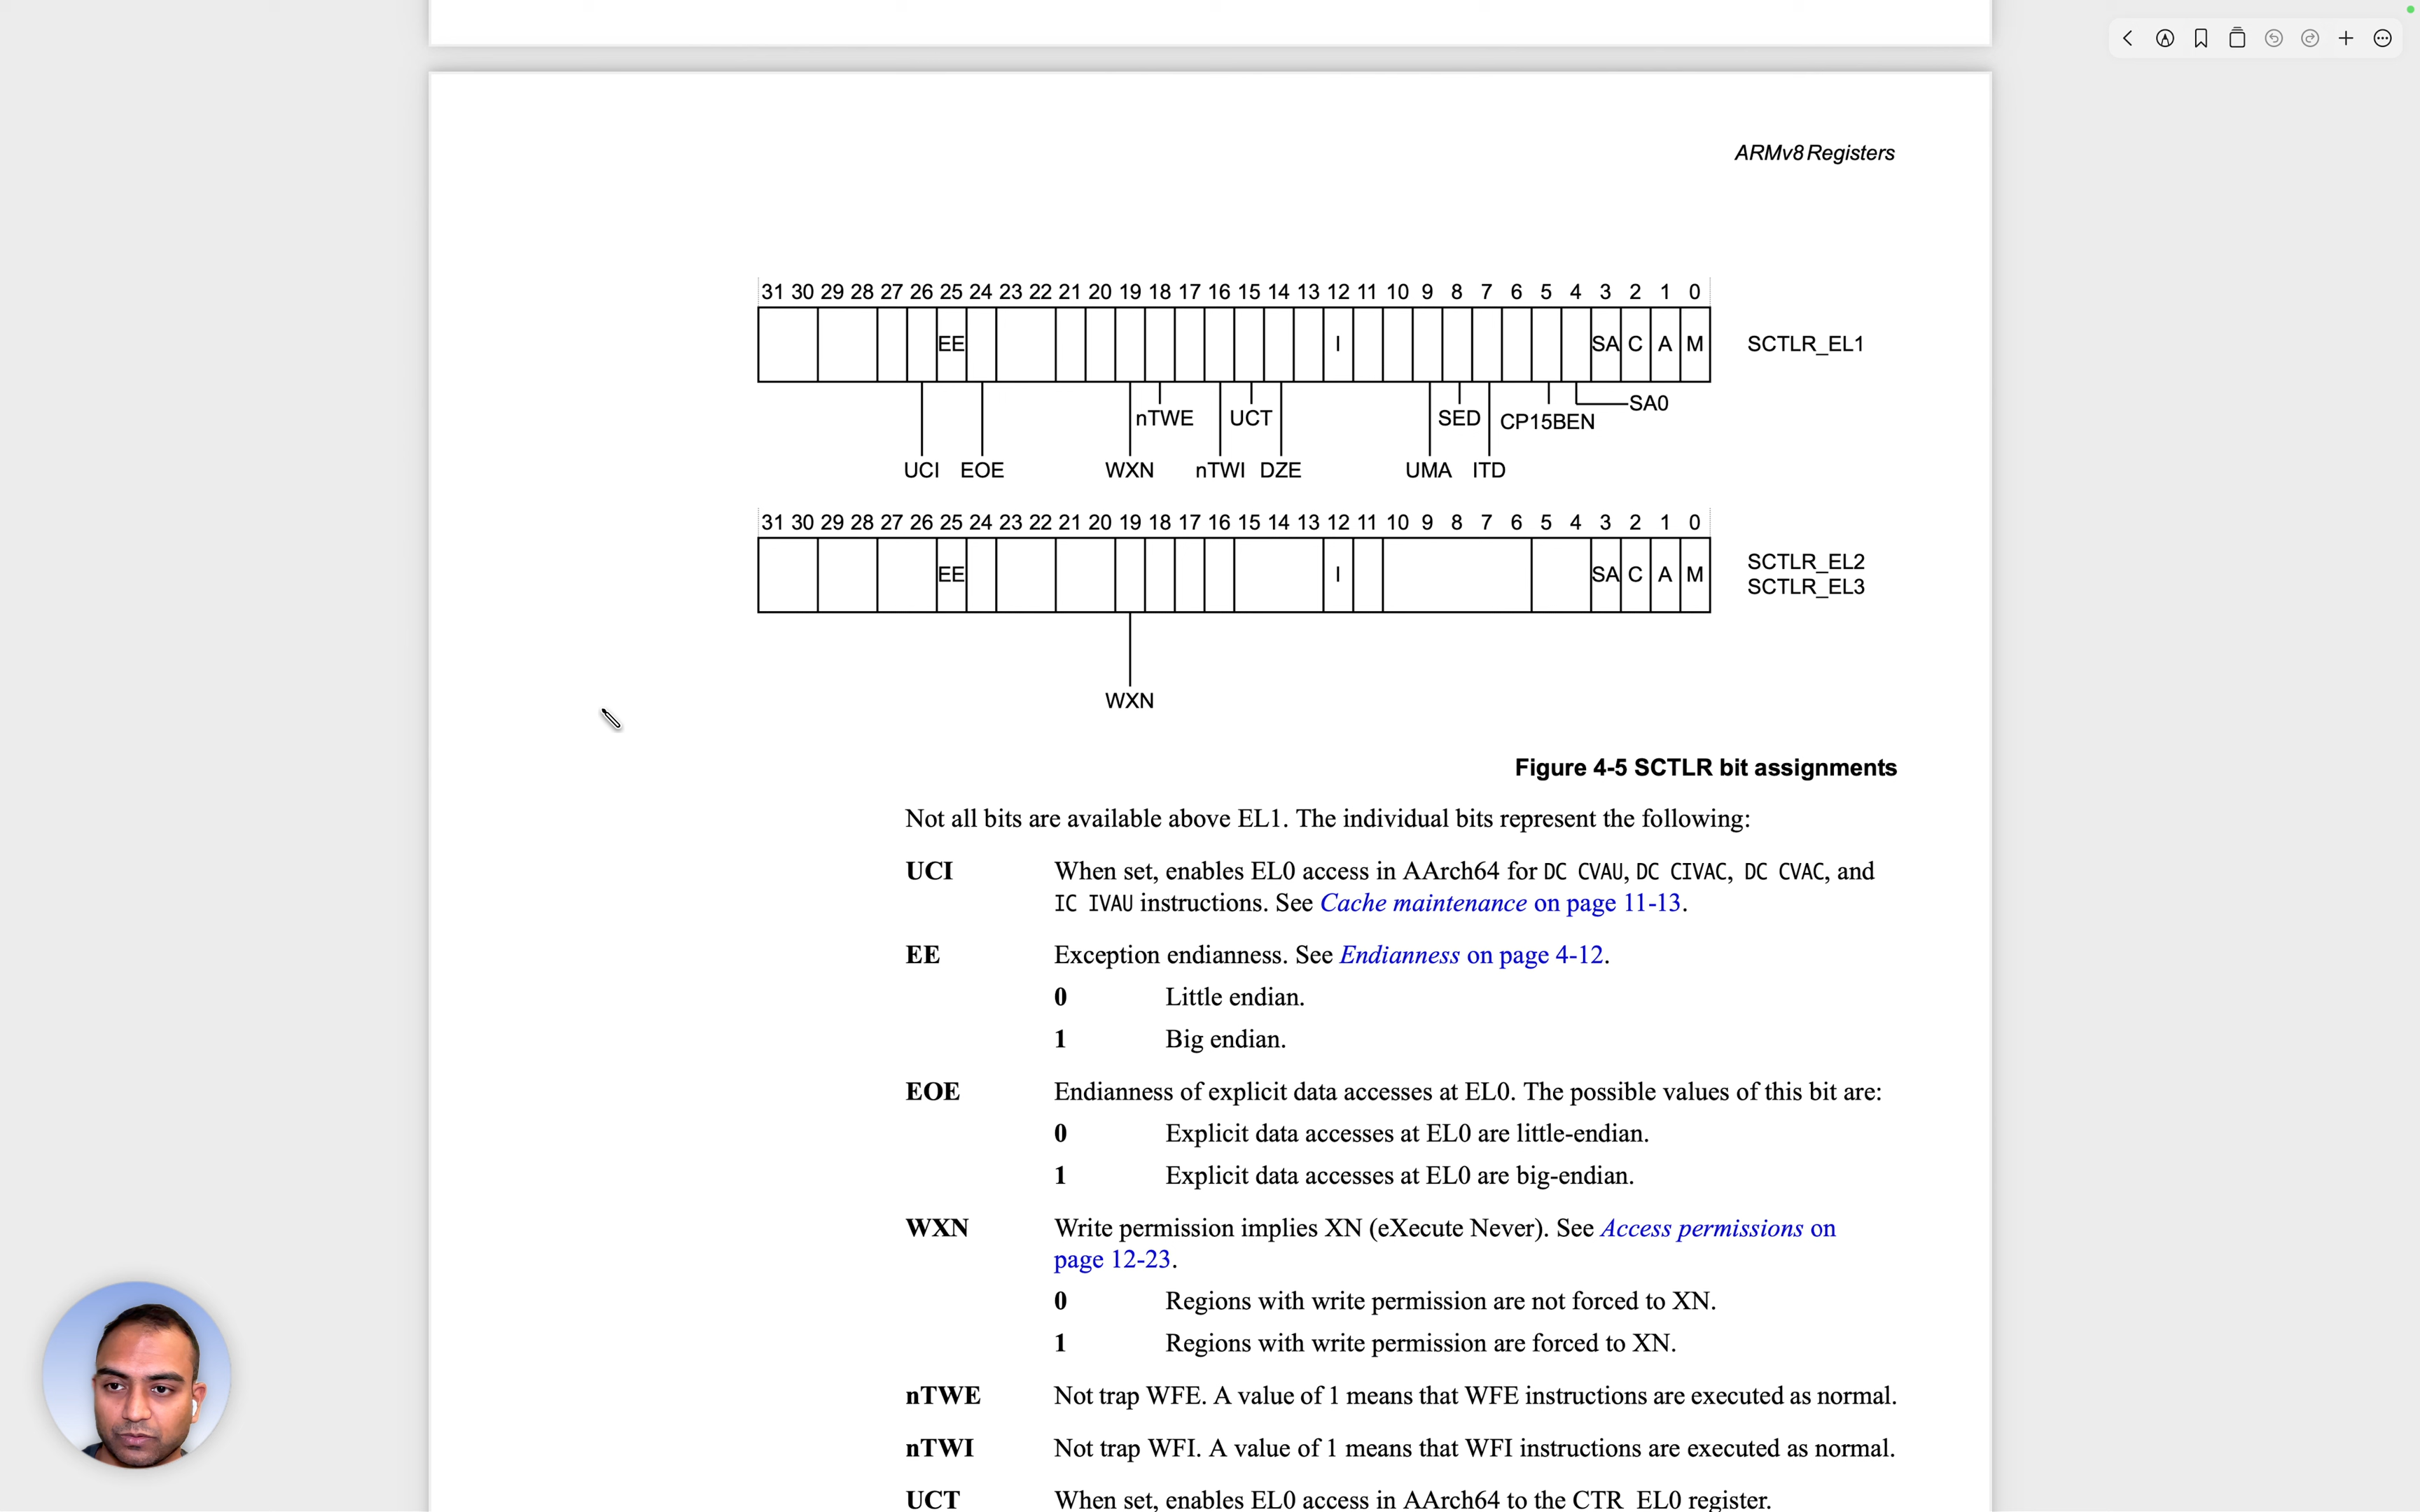 ARMv8 Registers
31 30 29 28 27 26 25 24 23 22 21 20 19 18 17 16 15 14 13 12 11 10 9 8 7 6 5 4 3 2 1 0
EE I SA C A M SCTLR_EL1
SA0
nTWE UCT SED CP15BEN
UCI EOE WXN nTWI DZE UMA ITD
31 30 29 28 27 26 25 24 23 22 21 20 19 18 17 16 15 14 13 12 11 10 9 8 7 6 5 4 3 2 1 0
EE I SA C A M SCTLR_EL2
SCTLR_EL3
WXN
Figure 4-5 SCTLR bit assignments
Not all bits are available above EL1. The individual bits represent the following:
UCI When set, enables EL0 access in AArch64 for DC CVAU, DC CIVAC, DC CVAC, and
IC IVAU instructions. See Cache maintenance on page 11-13.
EE Exception endianness. See Endianness on page 4-12.
0 Little endian.
1 Big endian.
EOE Endianness of explicit data accesses at EL0. The possible values of this bit are:
0 Explicit data accesses at EL0 are little-endian.
1 Explicit data accesses at EL0 are big-endian.
WXN Write permission implies XN (eXecute Never). See Access permissions on
page 12-23.
0 Regions with write permission are not forced to XN.
1 Regions with write permission are forced to XN.
nTWE Not trap WFE. A value of 1 means that WFE instructions are executed as normal.
nTWI Not trap WFI. A value of 1 means that WFI instructions are executed as normal.
UCT When set, enables EL0 access in AArch64 to the CTR_EL0 register.